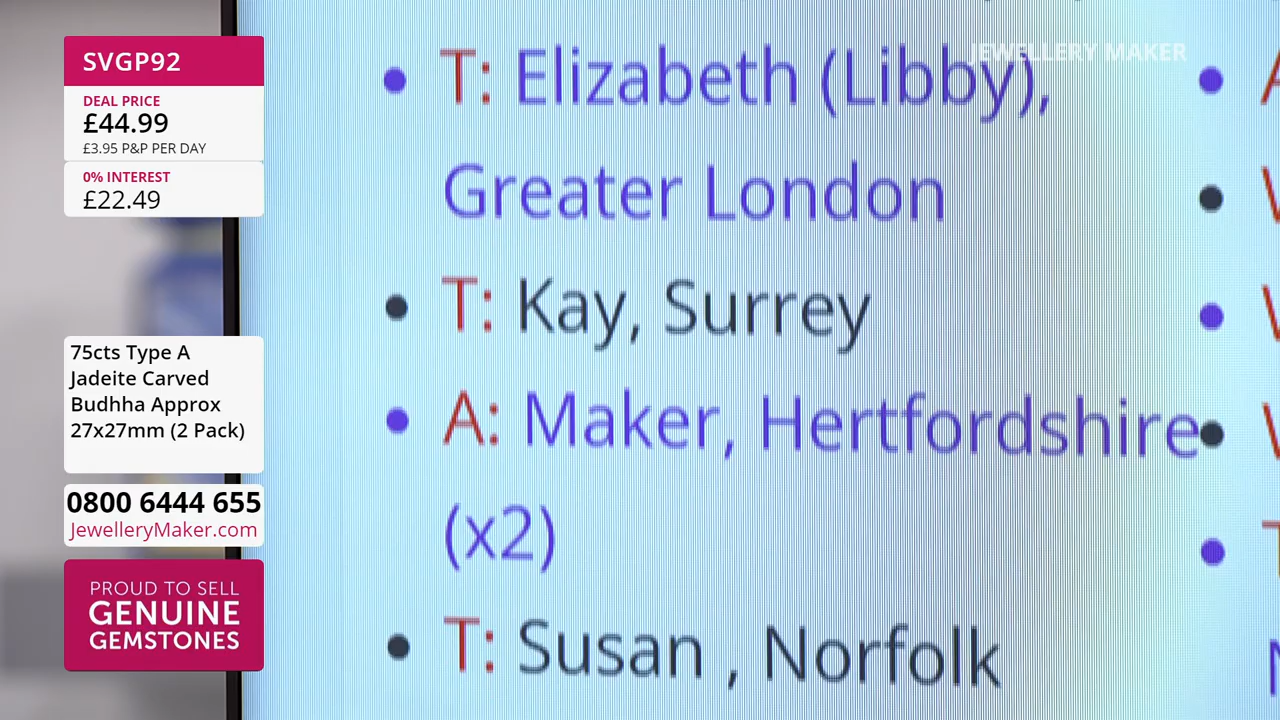 SVGP92
DEAL PRICE
£44.99
£3.95 P&P PER DAY
0% INTEREST
£22.49
75cts Type A
Jadeite Carved
Budhha Approx
27x27mm (2 Pack)
0800 6444 655
JewelleryMaker.com
PROUD TO SELL
GENUINE
GEMSTONES
JEWELLERY MAKER
• T: Elizabeth (Libby),
Greater London
• T: Kay, Surrey
• A: Maker, Hertfordshire
(x2)
• T: Susan , Norfolk